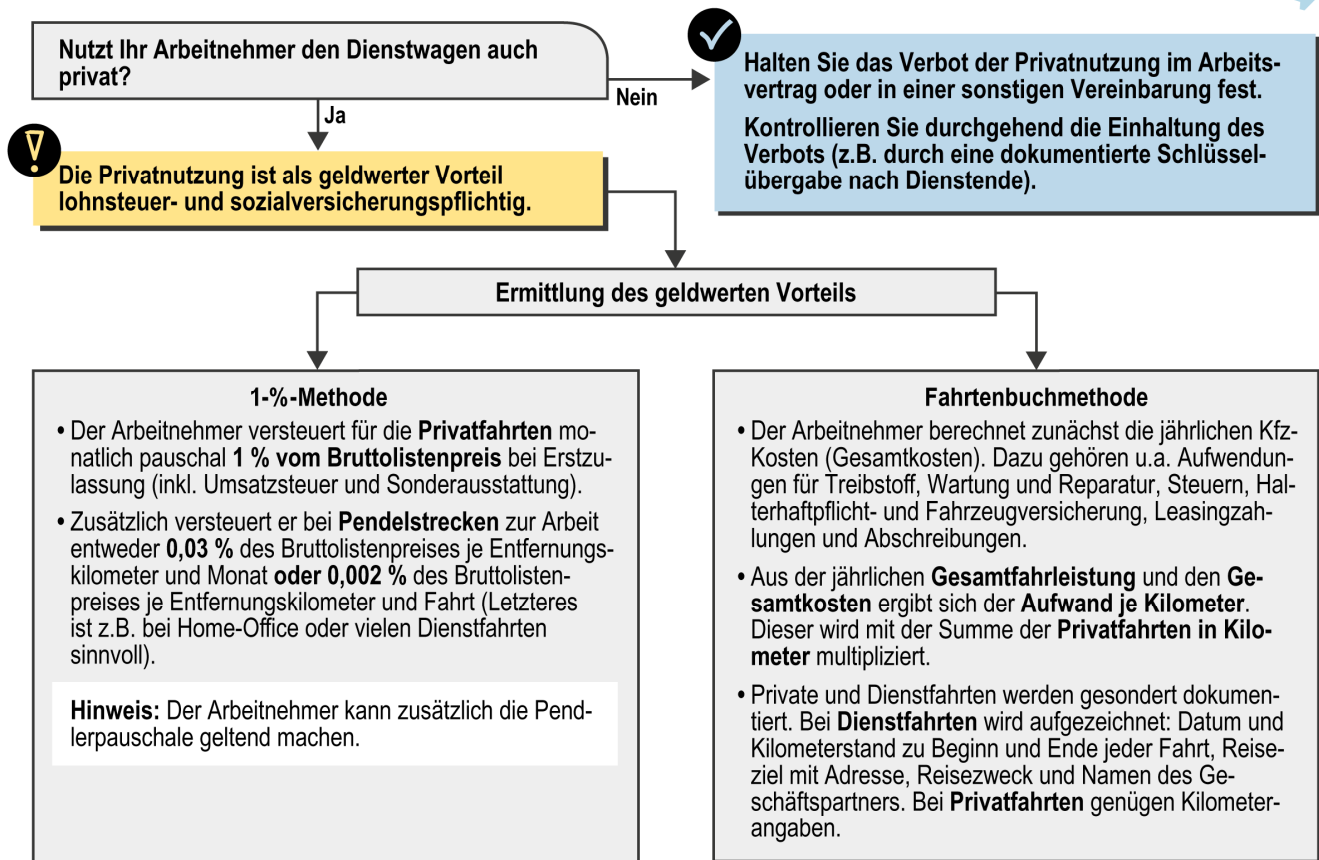 Nutzt Ihr Arbeitnehmer den Dienstwagen auch
privat?
Nein
Ja
Halten Sie das Verbot der Privatnutzung im Arbeits-
vertrag oder in einer sonstigen Vereinbarung fest.
Kontrollieren Sie durchgehend die Einhaltung des
Verbots (z.B. durch eine dokumentierte Schlüssel-
übergabe nach Dienstende).
Die Privatnutzung ist als geldwerter Vorteil
lohnsteuer- und sozialversicherungspflichtig.
Ermittlung des geldwerten Vorteils
1-%-Methode
• Der Arbeitnehmer versteuert für die Privatfahrten mo-
natlich pauschal 1 % vom Bruttolistenpreis bei Erstzu-
lassung (inkl. Umsatzsteuer und Sonderausstattung).
• Zusätzlich versteuert er bei Pendelstrecken zur Arbeit
entweder 0,03 % des Bruttolistenpreises je Entfernungs-
kilometer und Monat oder 0,002 % des Bruttolisten-
preises je Entfernungskilometer und Fahrt (Letzteres
ist z.B. bei Home-Office oder vielen Dienstfahrten
sinnvoll).
Hinweis: Der Arbeitnehmer kann zusätzlich die Pend-
lerpauschale geltend machen.
Fahrtenbuchmethode
• Der Arbeitnehmer berechnet zunächst die jährlichen Kfz-
Kosten (Gesamtkosten). Dazu gehören u.a. Aufwendun-
gen für Treibstoff, Wartung und Reparatur, Steuern, Hal-
terhaftpflicht- und Fahrzeugversicherung, Leasingzah-
lungen und Abschreibungen.
• Aus der jährlichen Gesamtfahrleistung und den Ge-
samtkosten ergibt sich der Aufwand je Kilometer.
Dieser wird mit der Summe der Privatfahrten in Kilo-
meter multipliziert.
• Private und Dienstfahrten werden gesondert dokumen-
tiert. Bei Dienstfahrten wird aufgezeichnet: Datum und
Kilometerstand zu Beginn und Ende jeder Fahrt, Reise-
ziel mit Adresse, Reisezweck und Namen des Ge-
schäftspartners. Bei Privatfahrten genügen Kilometer-
angaben.